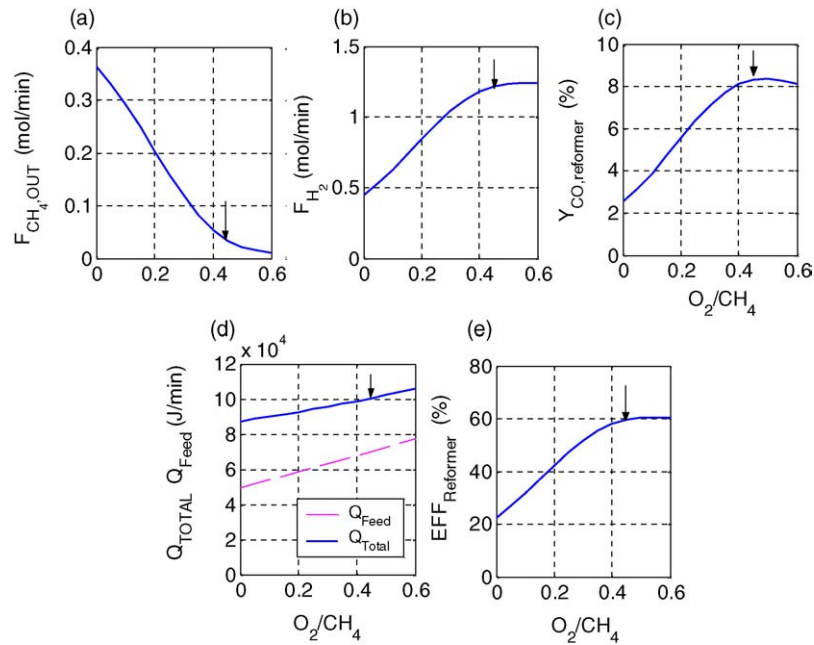 (a)
F_CH4,OUT (mol/min)
0.4
0.3
0.2
0.1
0
0
0.2
0.4
0.6
(b)
F_H2 (mol/min)
1.5
1
0.5
0
0
0.2
0.4
0.6
(c)
Y_CO,reformer (%)
10
8
6
4
2
0
0
0.2
0.4
0.6
O2/CH4
(d)
x 10^4
Q_TOTAL Q_Feed (J/min)
12
10
8
6
4
2
0
0
0.2
0.4
0.6
Q_Feed
Q_Total
O2/CH4
(e)
EFF_Reformer (%)
80
60
40
20
0
0
0.2
0.4
0.6
O2/CH4